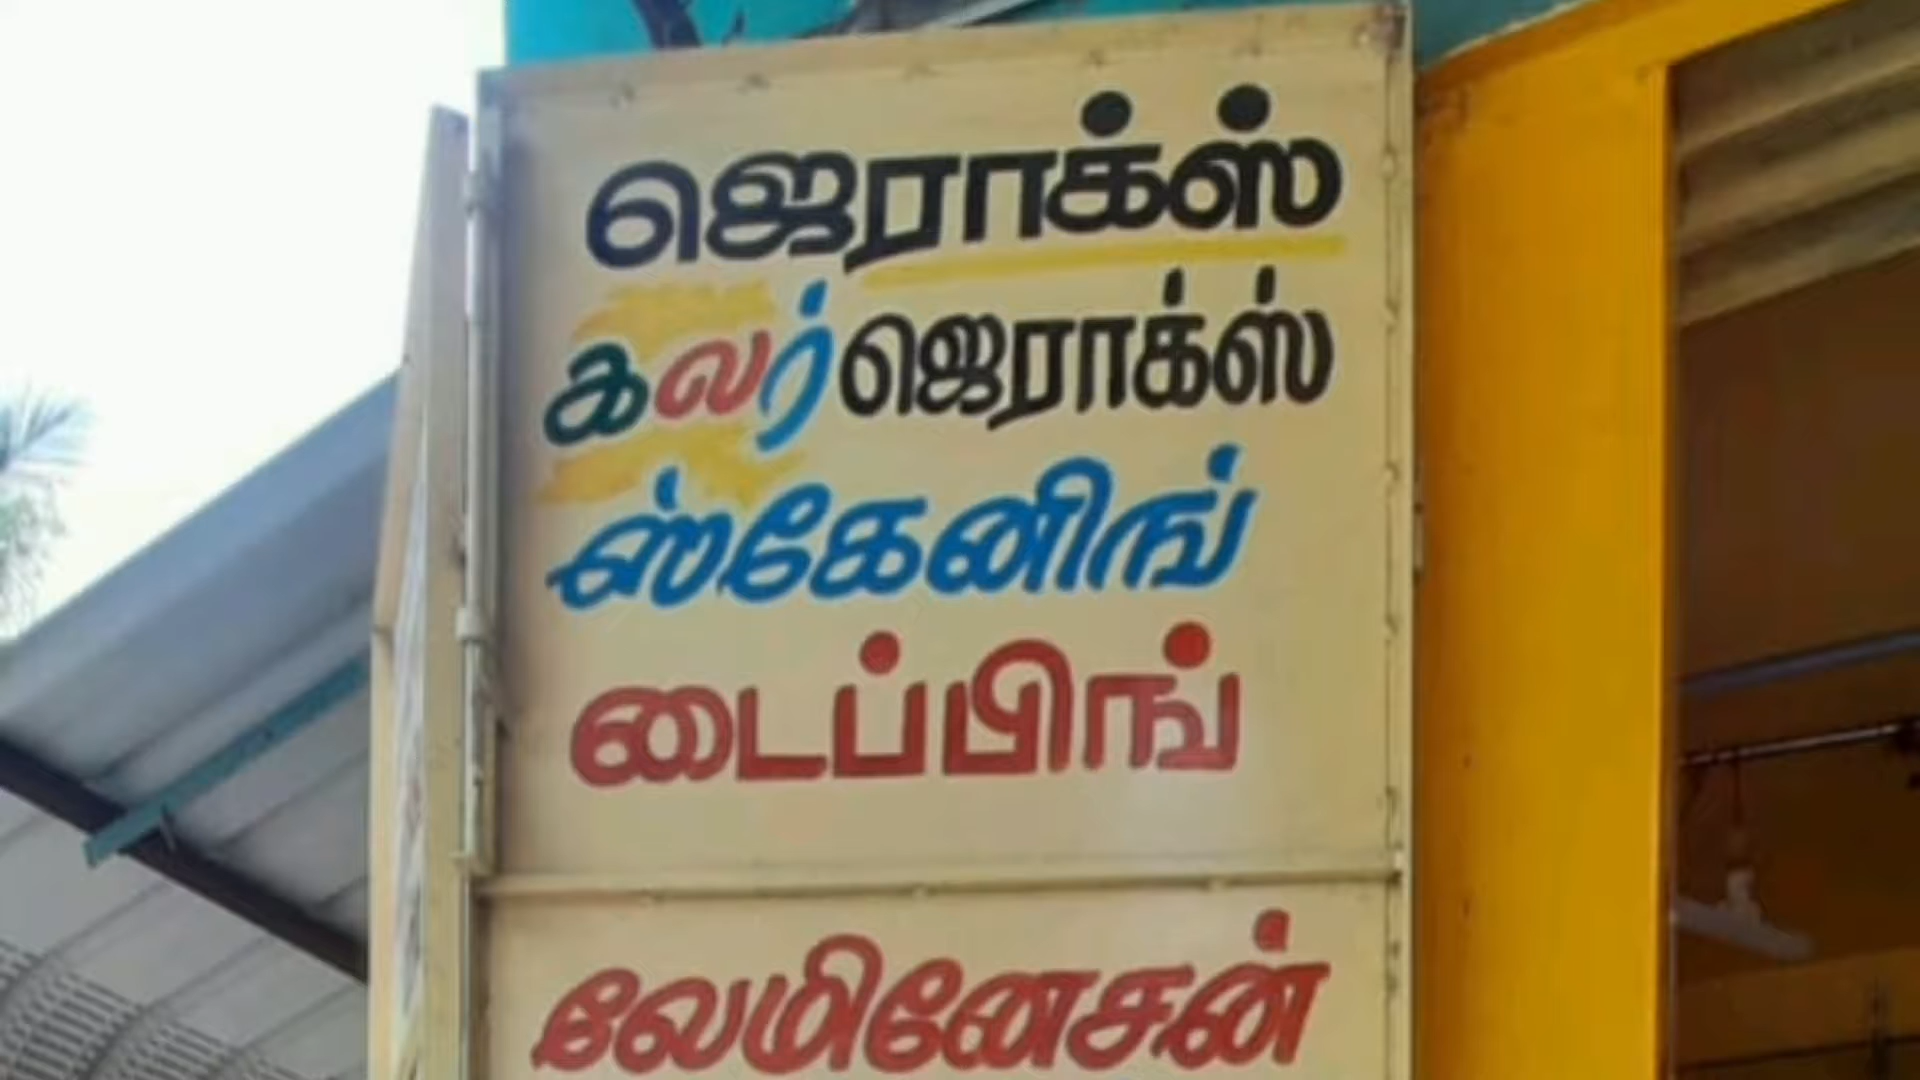 ஜெராக்ஸ்
கலர் ஜெராக்ஸ்
ஸ்கேனிங்
டைப்பிங்
லேமினேசன்